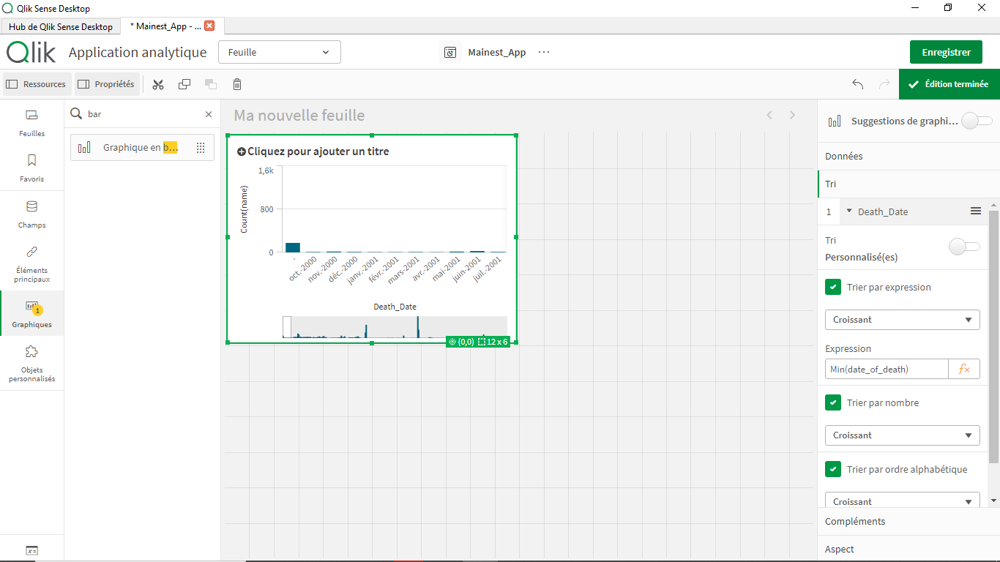 Qlik Sense Desktop
Hub de Qlik Sense Desktop
* Mainest_App - ...
Qlik
Application analytique
Feuille
Mainest_App
...
Enregistrer
Ressources
Propriétés
Édition terminée
Feuilles
Favoris
Champs
Éléments
principaux
1
Graphiques
Objets
personnalisés
bar
Graphique en b...
Ma nouvelle feuille
Cliquez pour ajouter un titre
1,6k
800
0
Count(name)
-
oct.-2000
nov.-2000
déc.-2000
janv.-2001
févr.-2001
mars-2001
avr.-2001
mai-2001
juin-2001
juil.-2001
Death_Date
(0,0) 12 x 6
Suggestions de graphi...
Données
Tri
1 Death_Date
Tri
Personnalisé(es)
Trier par expression
Croissant
Expression
Min(date_of_death)
fx
Trier par nombre
Croissant
Trier par ordre alphabétique
Croissant
Compléments
Aspect